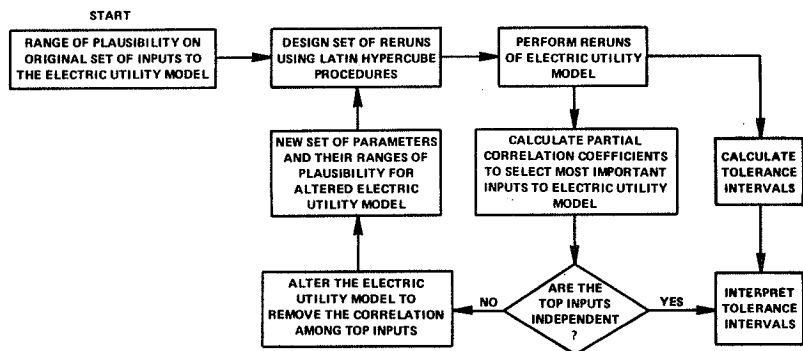 START
RANGE OF PLAUSIBILITY ON
ORIGINAL SET OF INPUTS TO
THE ELECTRIC UTILITY MODEL
DESIGN SET OF RERUNS
USING LATIN HYPERCUBE
PROCEDURES
PERFORM RERUNS
OF ELECTRIC UTILITY
MODEL
NEW SET OF PARAMETERS
AND THEIR RANGES OF
PLAUSIBILITY FOR
ALTERED ELECTRIC
UTILITY MODEL
CALCULATE PARTIAL
CORRELATION COEFFICIENTS
TO SELECT MOST IMPORTANT
INPUTS TO ELECTRIC UTILITY
MODEL
CALCULATE
TOLERANCE
INTERVALS
ALTER THE ELECTRIC
UTILITY MODEL TO
REMOVE THE CORRELATION
AMONG TOP INPUTS
NO
ARE THE
TOP INPUTS
INDEPENDENT
?
YES
INTERPRET
TOLERANCE
INTERVALS